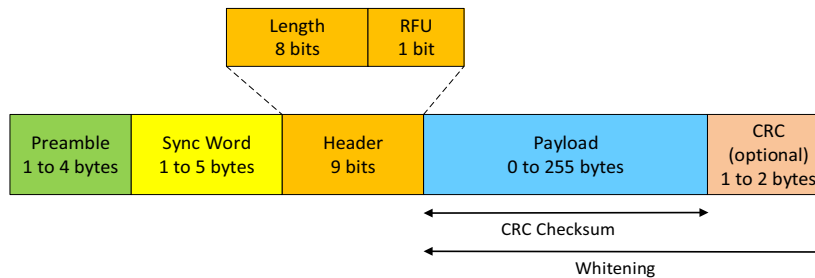 Length
8 bits
RFU
1 bit
Preamble
1 to 4 bytes
Sync Word
1 to 5 bytes
Header
9 bits
Payload
0 to 255 bytes
CRC
(optional)
1 to 2 bytes
CRC Checksum
Whitening